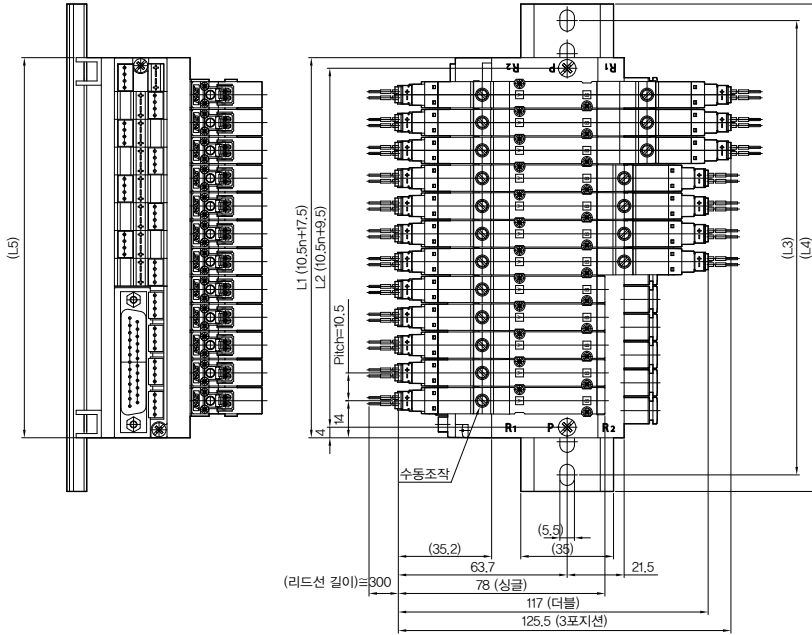 R2 P R1
(L5)
L1 (10.5n+17.5)
L2 (10.5n+9.5)
(L3)
(L4)
Pitch=10.5
14
4
R1 P R2
수동조작
(5.5)
(35.2)
(35)
63.7
21.5
(리드선 길이)≅300
78 (싱글)
117 (더블)
125.5 (3포지션)